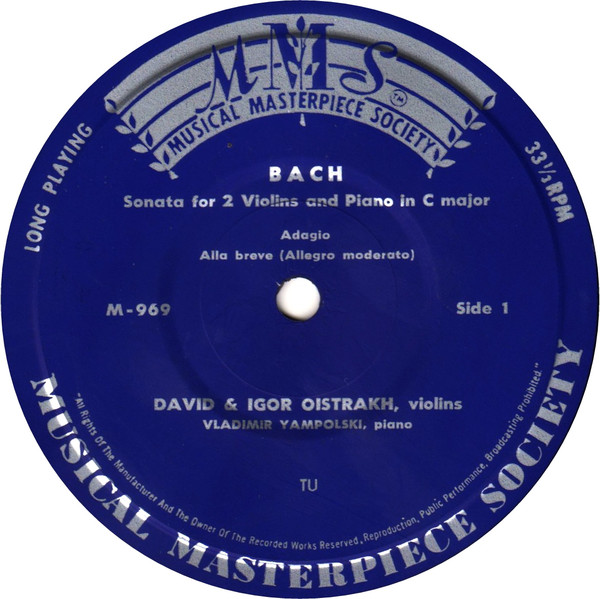 MMS
TM
MUSICAL MASTERPIECE SOCIETY
LONG PLAYING
33 1/3 RPM
BACH
Sonata for 2 Violins and Piano in C major
Adagio
Alla breve (Allegro moderato)
M-969
Side 1
DAVID & IGOR OISTRAKH, violins
VLADIMIR YAMPOLSKI, piano
TU
"All Rights Of The Manufacturer And The Owner Of The Recorded Works Reserved. Reproduction, Public Performance, Broadcasting Prohibited."
MUSICAL MASTERPIECE SOCIETY